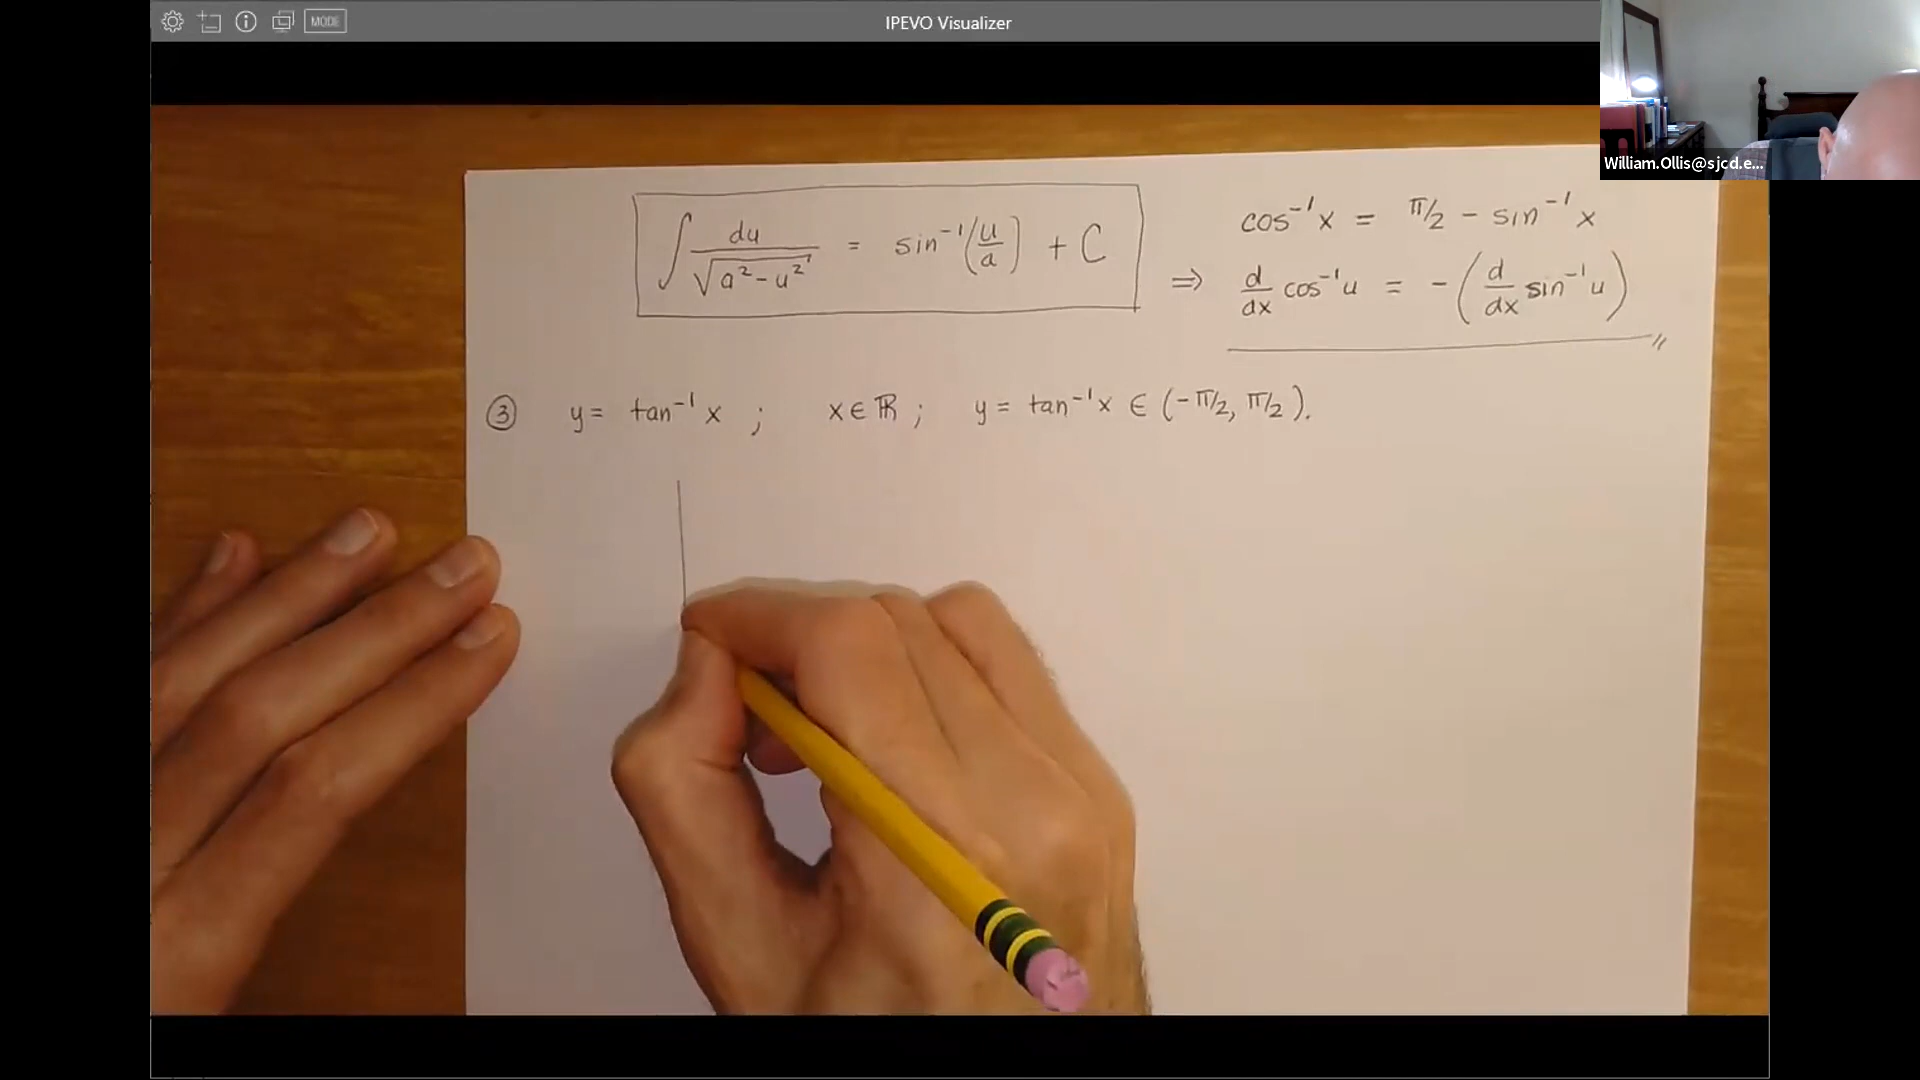 MODE
IPEVO Visualizer
William.Ollis@sjcd.e...
∫ du/√(a² - u²) = sin⁻¹(u/a) + C
cos⁻¹x = π/2 - sin⁻¹x
⇒ d/dx cos⁻¹u = -(d/dx sin⁻¹u)
③ y = tan⁻¹x ; x ∈ ℝ ; y = tan⁻¹x ∈ (-π/2, π/2).